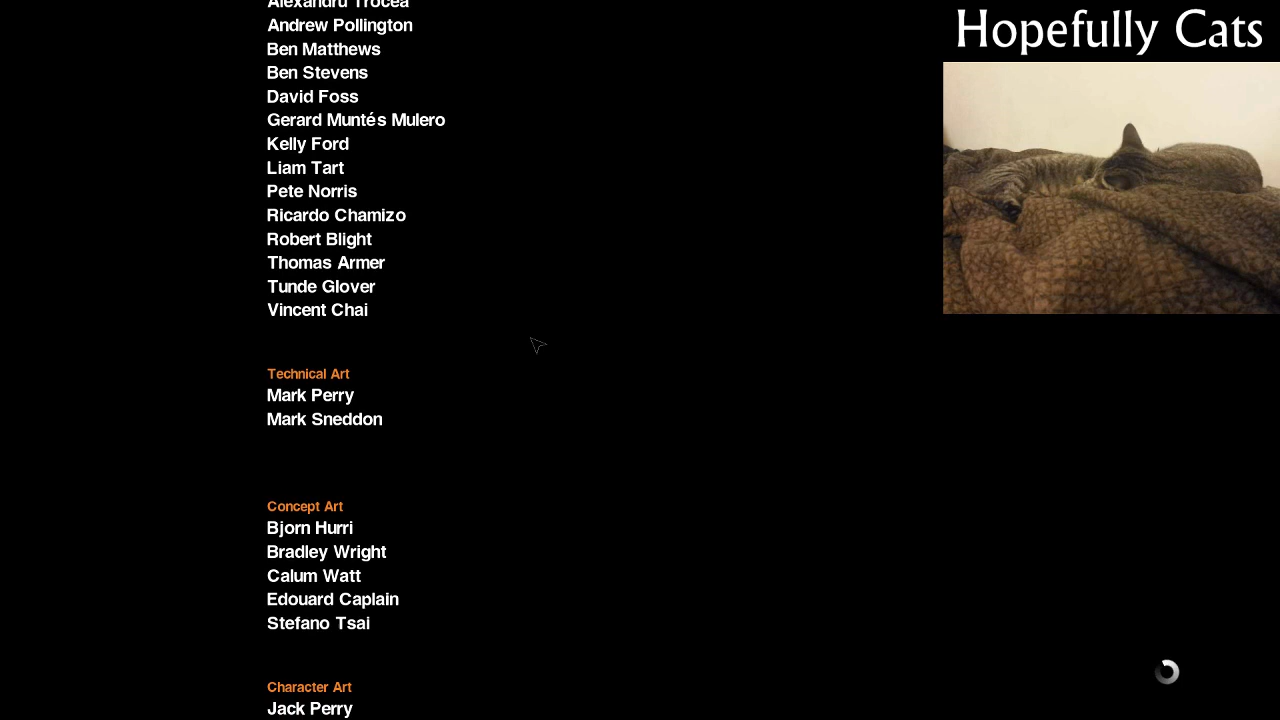 Alexandru Trocea
Andrew Pollington
Ben Matthews
Ben Stevens
David Foss
Gerard Muntés Mulero
Kelly Ford
Liam Tart
Pete Norris
Ricardo Chamizo
Robert Blight
Thomas Armer
Tunde Glover
Vincent Chai
Technical Art
Mark Perry
Mark Sneddon
Concept Art
Bjorn Hurri
Bradley Wright
Calum Watt
Edouard Caplain
Stefano Tsai
Character Art
Jack Perry
Hopefully Cats